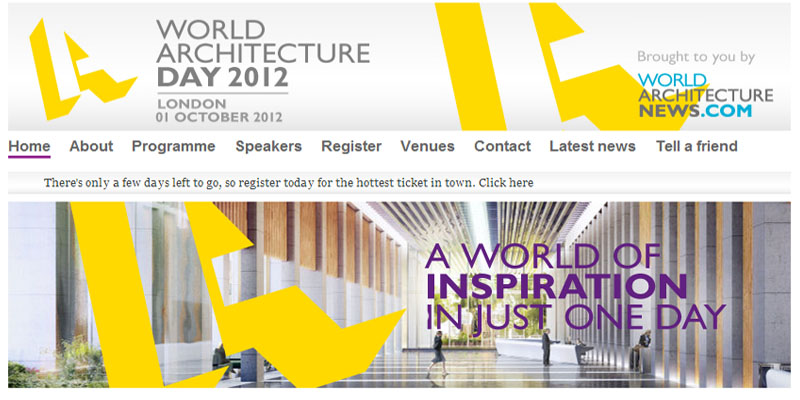 WORLD
ARCHITECTURE
DAY 2012
LONDON
01 OCTOBER 2012
Brought to you by
WORLD
ARCHITECTURE
NEWS.COM
Home About Programme Speakers Register Venues Contact Latest news Tell a friend
There's only a few days left to go, so register today for the hottest ticket in town. Click here
A WORLD OF
INSPIRATION
IN JUST ONE DAY